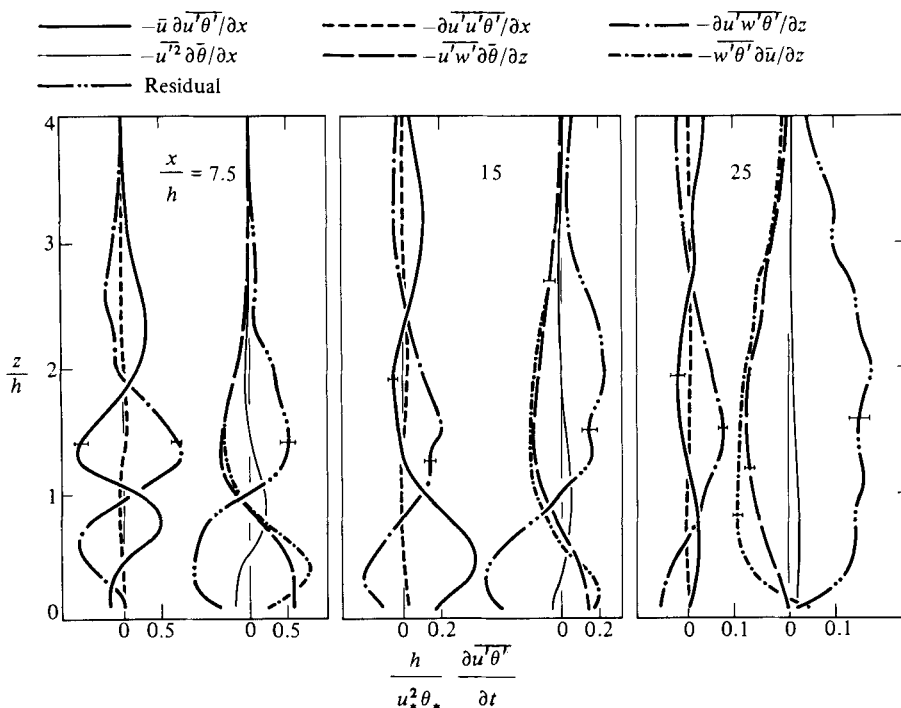 −ū ∂u′θ′‾/∂x   −∂u′u′θ′‾/∂x   −∂u′w′θ′‾/∂z
−u′²‾ ∂θ̄/∂x   −u′w′‾ ∂θ̄/∂z   −w′θ′‾ ∂ū/∂z
Residual
4
x/h = 7.5   15   25
3
z/h
2
1
0
0 0.5 0 0.5 0 0.2 0 0.2 0 0.1 0 0.1
h/u*²θ* ∂u′θ′‾/∂t